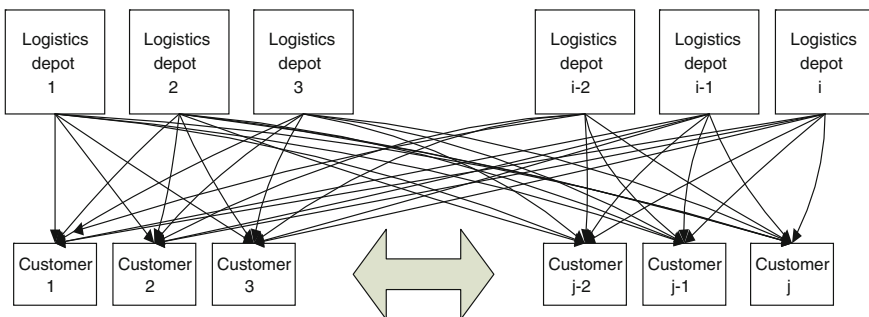 Logistics
depot
1
Logistics
depot
2
Logistics
depot
3
Logistics
depot
i-2
Logistics
depot
i-1
Logistics
depot
i
Customer
1
Customer
2
Customer
3
Customer
j-2
Customer
j-1
Customer
j